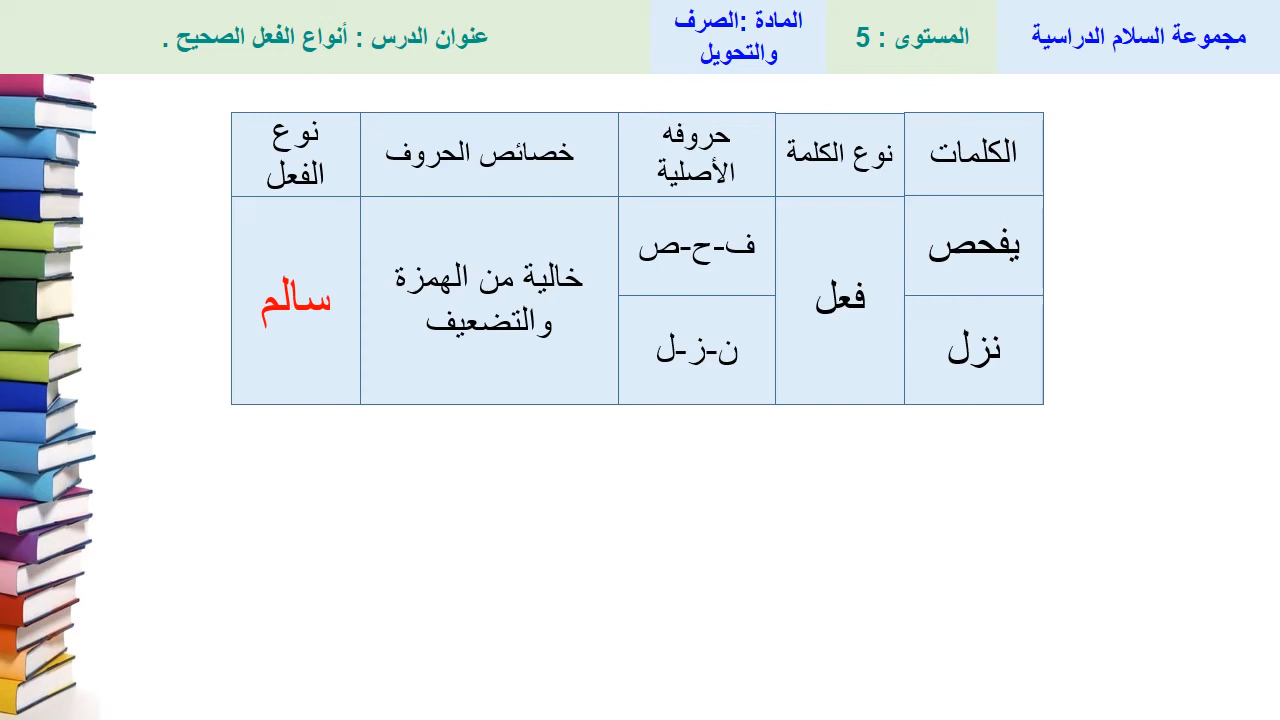 مجموعة السلام الدراسية
المستوى : 5
المادة :الصرف
والتحويل
عنوان الدرس : أنواع الفعل الصحيح .
الكلمات
نوع الكلمة
حروفه
الأصلية
خصائص الحروف
نوع
الفعل
يفحص
فعل
ف-ح-ص
خالية من الهمزة
والتضعيف
سالم
نزل
ن-ز-ل